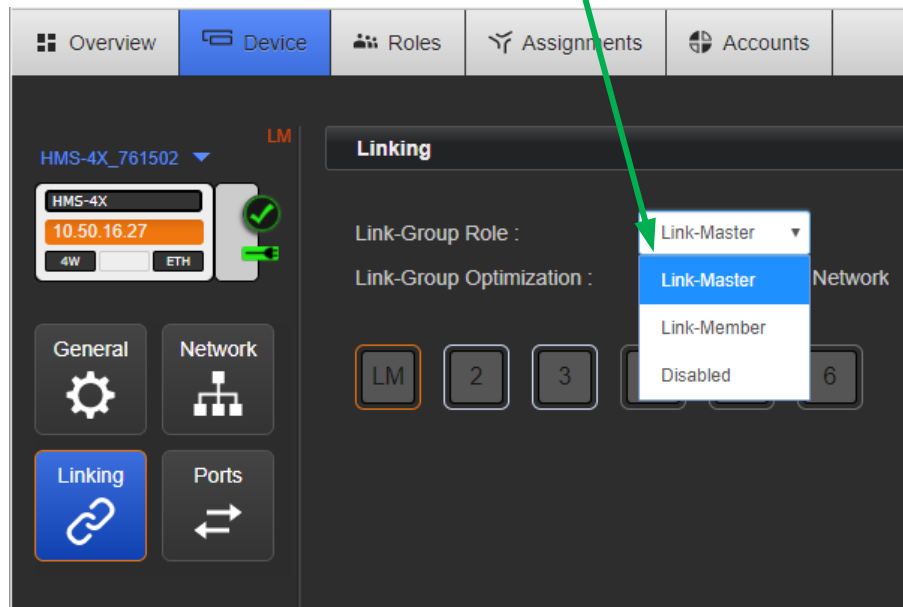 Overview
Device
Roles
Assignments
Accounts
LM
HMS-4X_761502
HMS-4X
10.50.16.27
4W
ETH
General
Network
Linking
Ports
Linking
Link-Group Role :
Link-Master
Link-Group Optimization :
Network
Link-Master
Link-Member
Disabled
LM
2
3
6